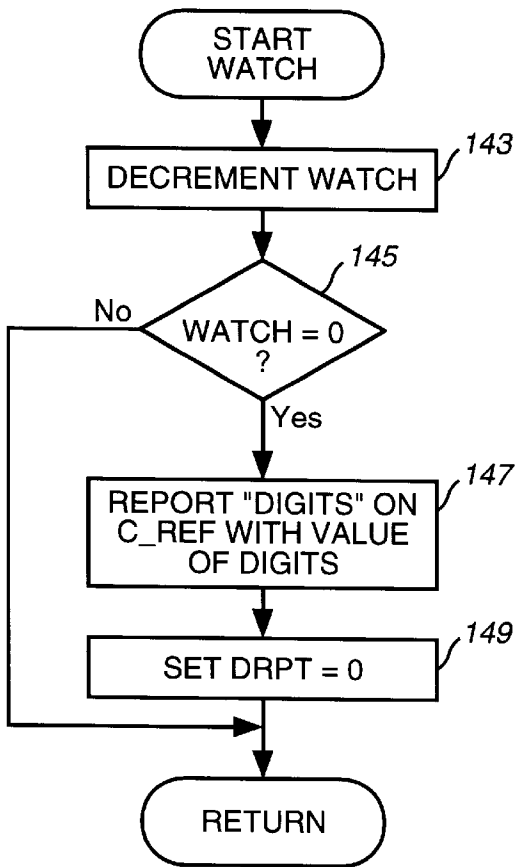 START
WATCH
143
DECREMENT WATCH
145
No
WATCH = 0
?
Yes
147
REPORT "DIGITS" ON
C_REF WITH VALUE
OF DIGITS
149
SET DRPT = 0
RETURN